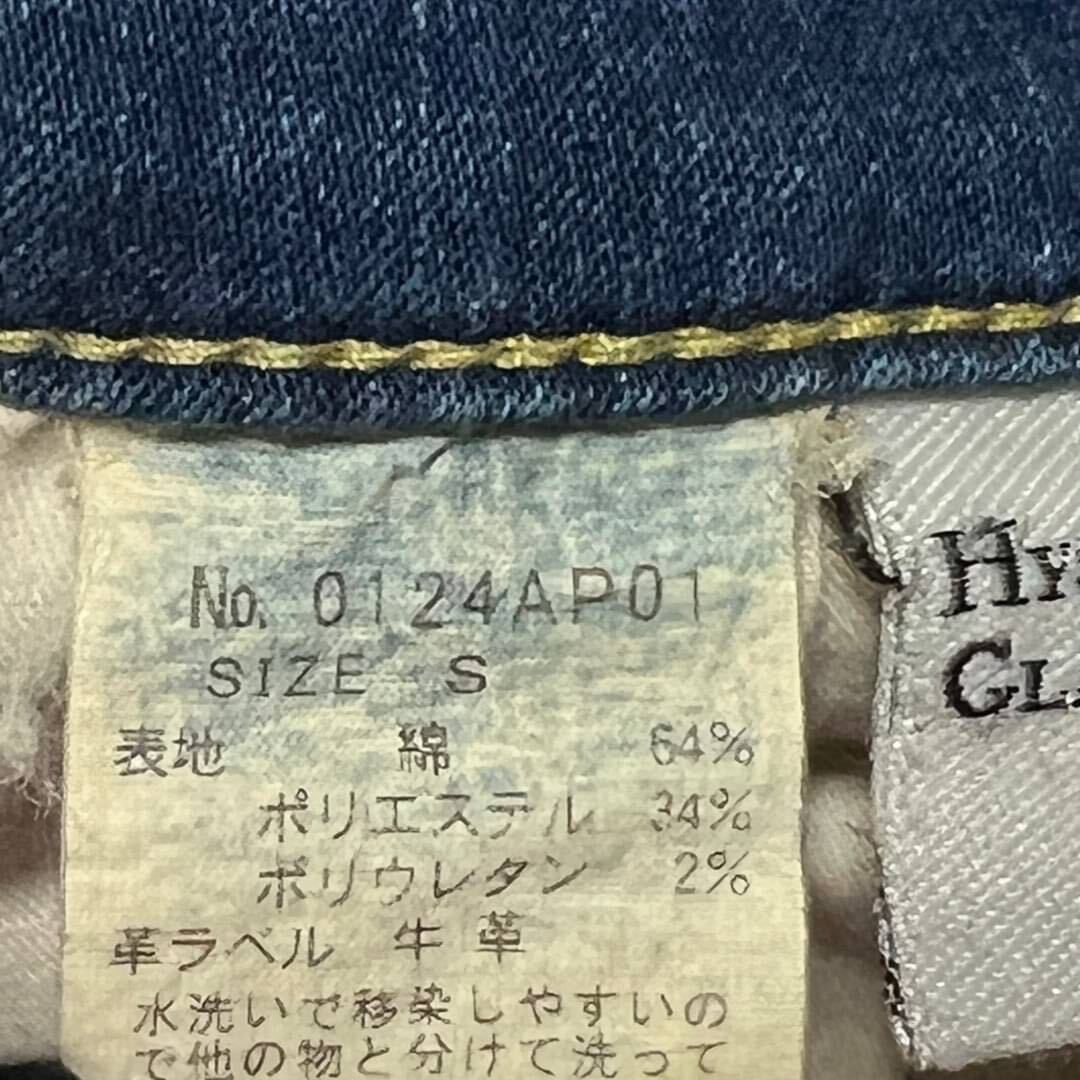 No. 0124AP01
SIZE S
表地 綿 64%
ポリエステル 34%
ポリウレタン 2%
革ラベル 牛革
水洗いで移染しやすいの
で他の物と分けて洗って